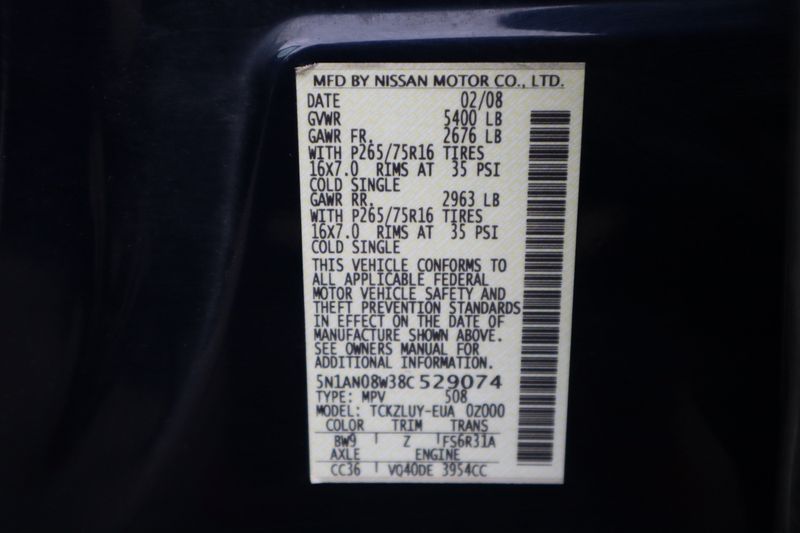 MFD BY NISSAN MOTOR CO., LTD.
DATE 02/08
GVWR 5400 LB
GAWR FR. 2676 LB
WITH P265/75R16 TIRES
16X7.0 RIMS AT 35 PSI
COLD SINGLE
GAWR RR. 2963 LB
WITH P265/75R16 TIRES
16X7.0 RIMS AT 35 PSI
COLD SINGLE
THIS VEHICLE CONFORMS TO
ALL APPLICABLE FEDERAL
MOTOR VEHICLE SAFETY AND
THEFT PREVENTION STANDARDS
IN EFFECT ON THE DATE OF
MANUFACTURE SHOWN ABOVE.
SEE OWNERS MANUAL FOR
ADDITIONAL INFORMATION.
5N1AN08W38C529074
TYPE: MPV 508
MODEL: TCKZLUY-EUA 0Z000
COLOR TRIM TRANS
BW9 Z FS6R31A
AXLE ENGINE
CC36 VQ40DE 3954CC